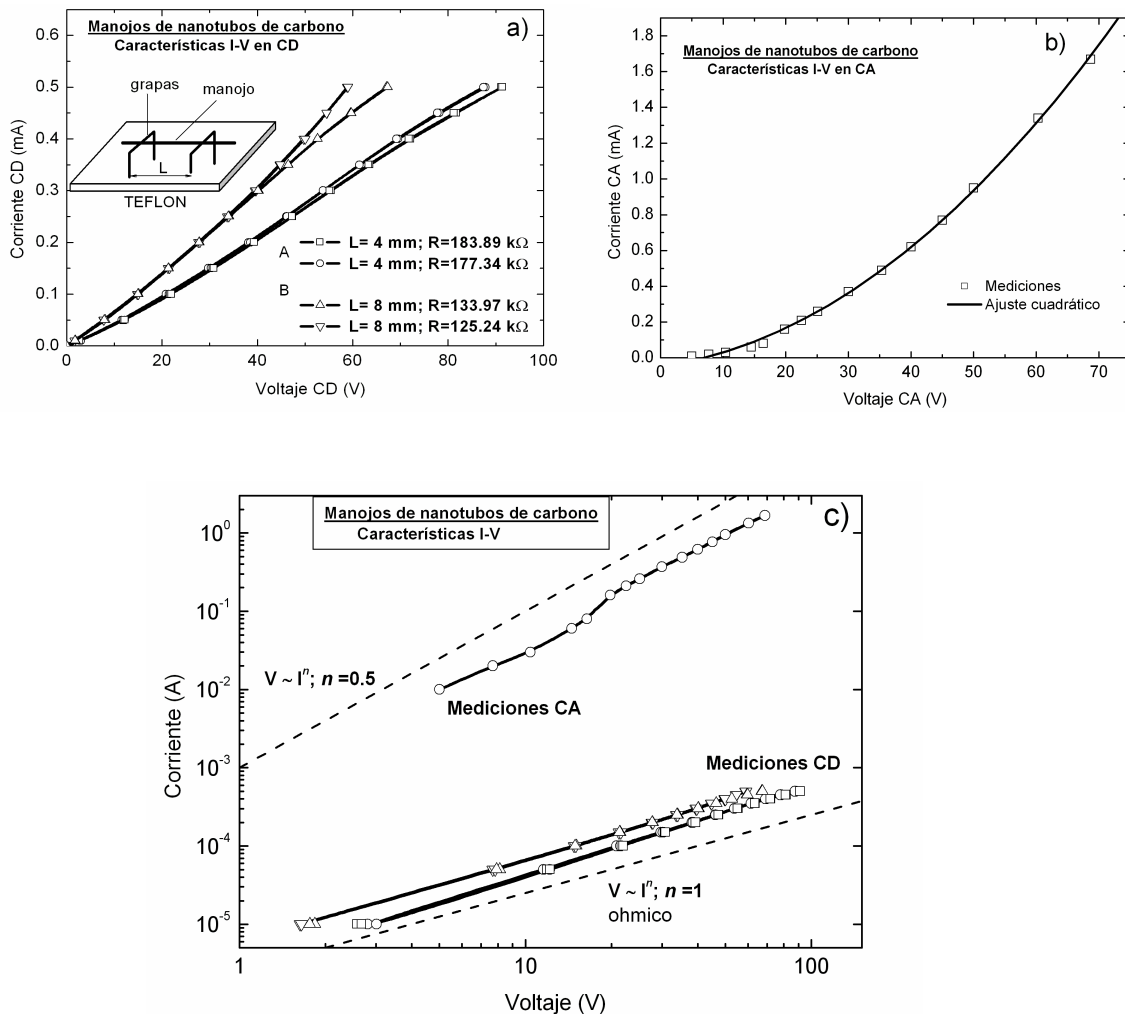 a)
Manojos de nanotubos de carbono
Características I-V en CD
grapas
manojo
L
TEFLON
A
L= 4 mm; R=183.89 kΩ
L= 4 mm; R=177.34 kΩ
B
L= 8 mm; R=133.97 kΩ
L= 8 mm; R=125.24 kΩ
Corriente CD (mA)
0.6
0.5
0.4
0.3
0.2
0.1
0.0
0 20 40 60 80 100
Voltaje CD (V)
b)
Manojos de nanotubos de carbono
Características I-V en CA
Mediciones
Ajuste cuadrático
Corriente CA (mA)
1.8
1.6
1.4
1.2
1.0
0.8
0.6
0.4
0.2
0.0
0 10 20 30 40 50 60 70
Voltaje CA (V)
c)
Manojos de nanotubos de carbono
Características I-V
V ~ Iⁿ; n =0.5
Mediciones CA
Mediciones CD
V ~ Iⁿ; n =1
ohmico
Corriente (A)
10⁰
10⁻¹
10⁻²
10⁻³
10⁻⁴
10⁻⁵
1 10 100
Voltaje (V)